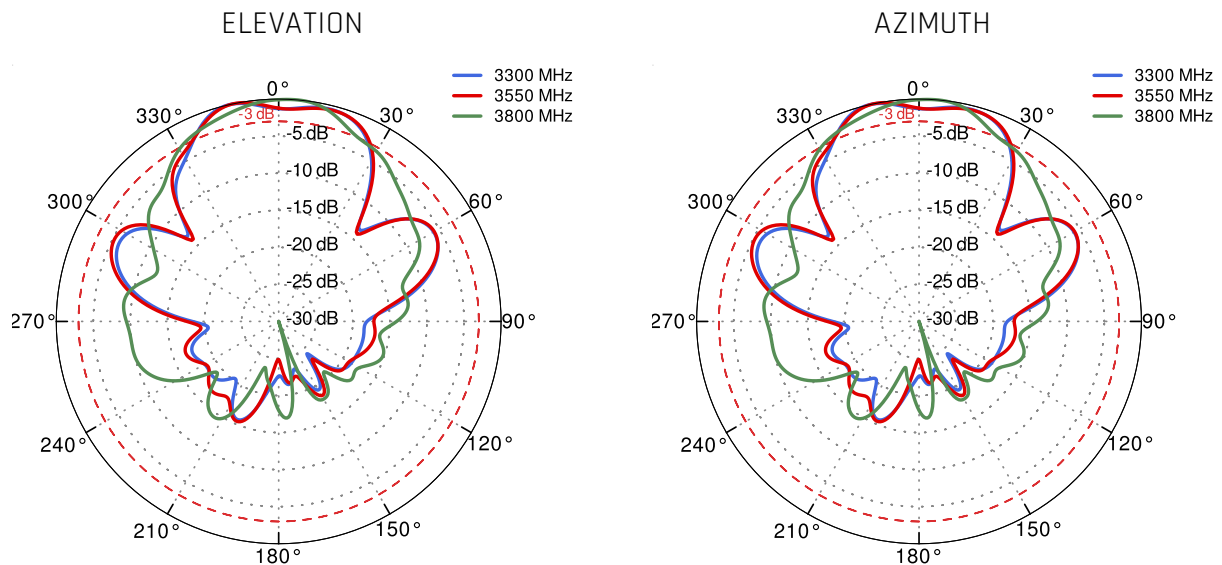 ELEVATION
3300 MHz
3550 MHz
3800 MHz
0°
330°
-3 dB
30°
-5 dB
-10 dB
300°
60°
-15 dB
-20 dB
-25 dB
270°
-30 dB
90°
240°
120°
210°
150°
180°
AZIMUTH
3300 MHz
3550 MHz
3800 MHz
0°
330°
-3 dB
30°
-5 dB
-10 dB
300°
60°
-15 dB
-20 dB
-25 dB
270°
-30 dB
90°
240°
120°
210°
150°
180°